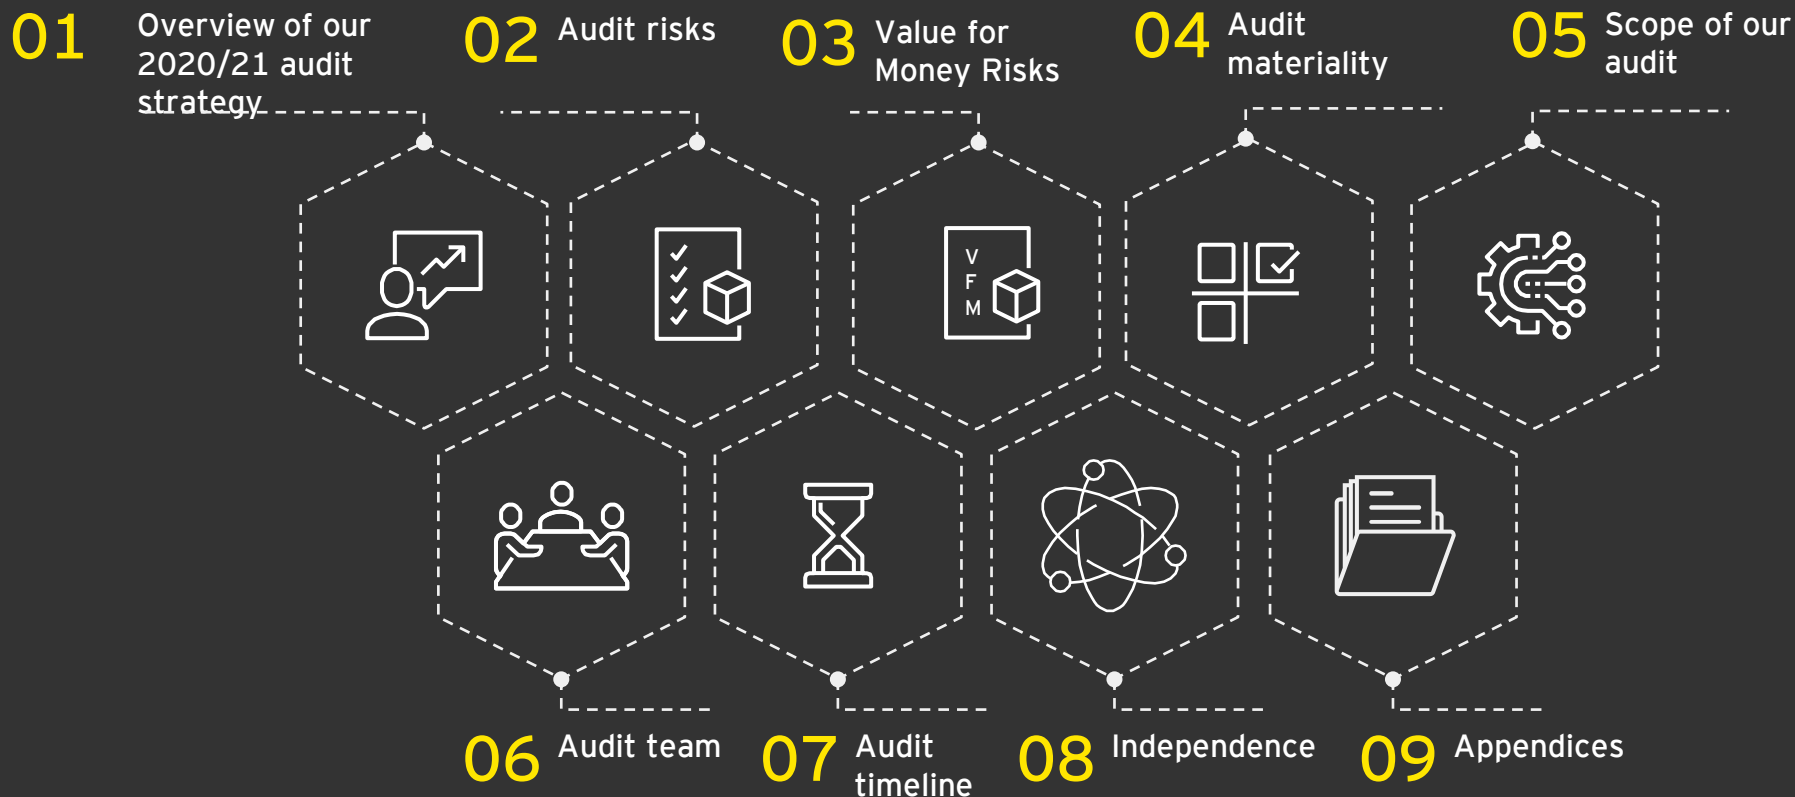 01
Overview of our
2020/21 audit
strategy
02
Audit risks
03
Value for
Money Risks
04
Audit
materiality
05
Scope of our
audit
V
F
M
06
Audit team
07
Audit
timeline
08
Independence
09
Appendices